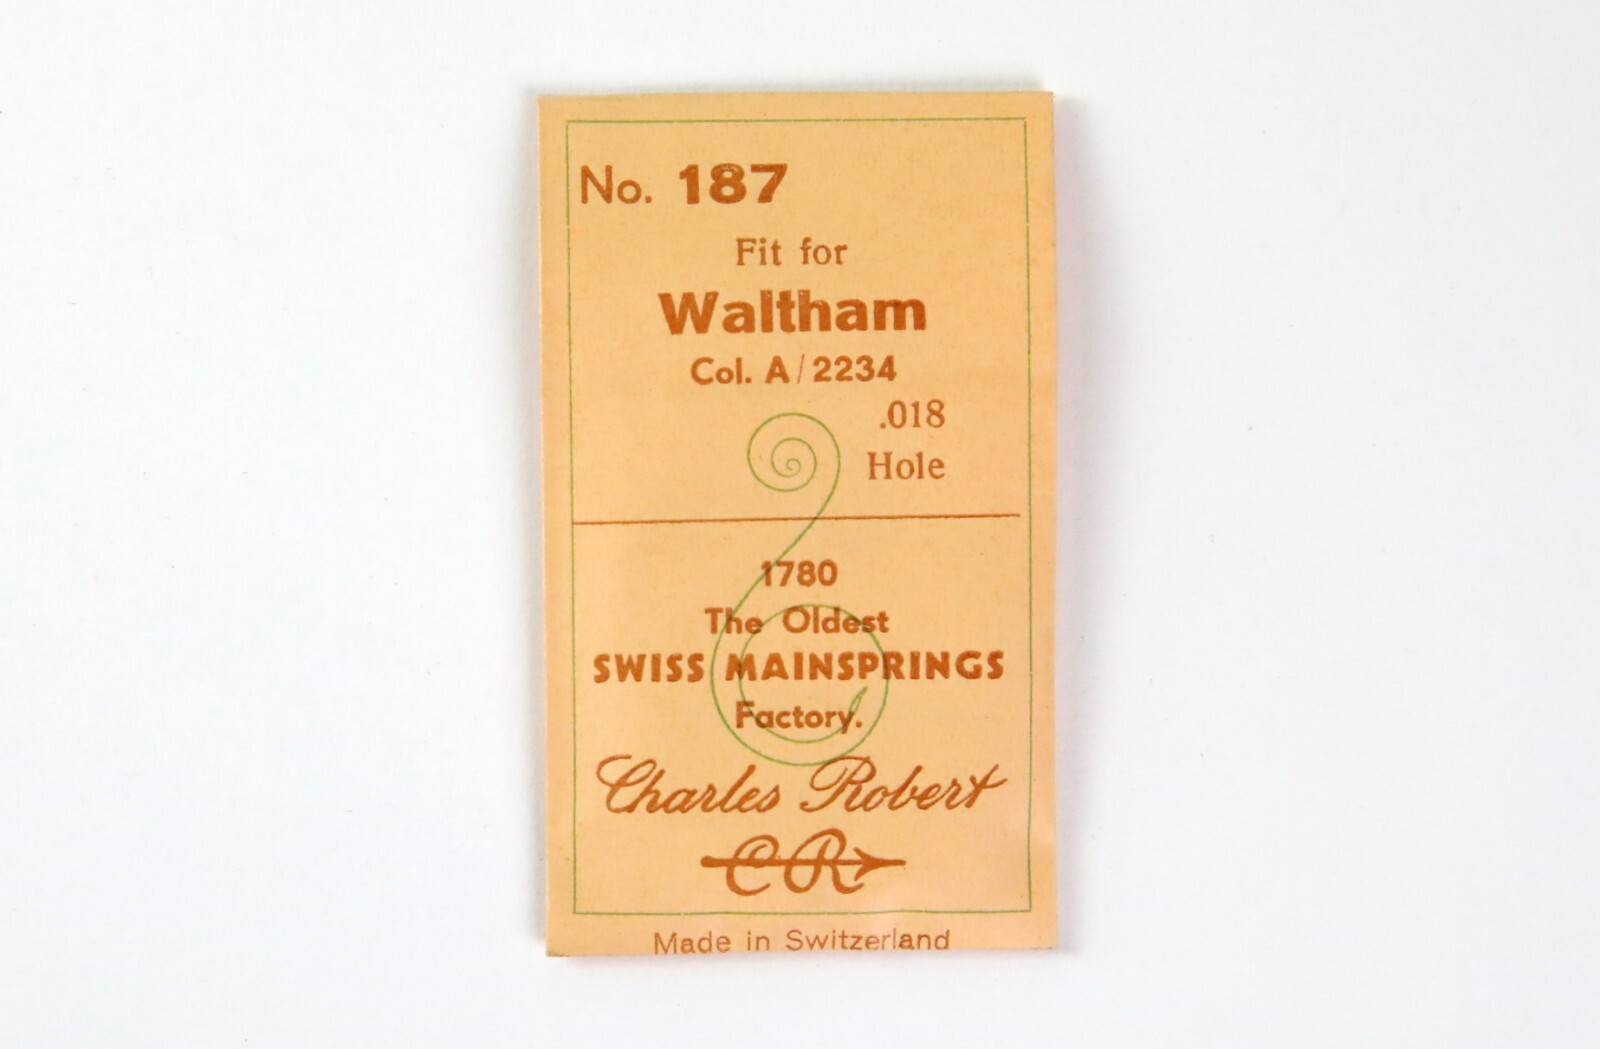 No. 187
Fit for
Waltham
Col. A/2234
.018
Hole
1780
The Oldest
SWISS MAINSPRINGS
Factory.
Charles Robert
CR
Made in Switzerland